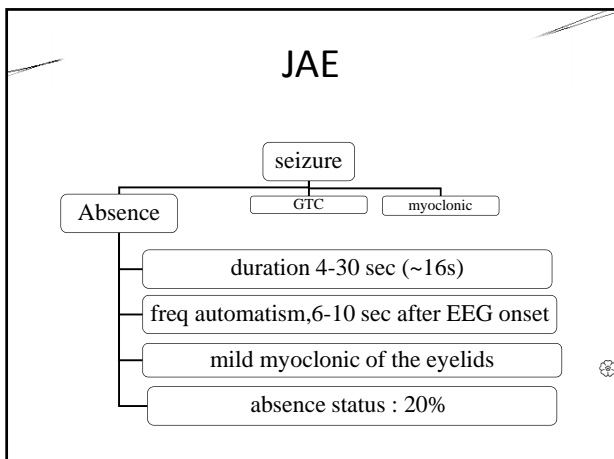 JAE
seizure
Absence
GTC
myoclonic
duration 4-30 sec (~16s)
freq automatism,6-10 sec after EEG onset
mild myoclonic of the eyelids
absence status : 20%